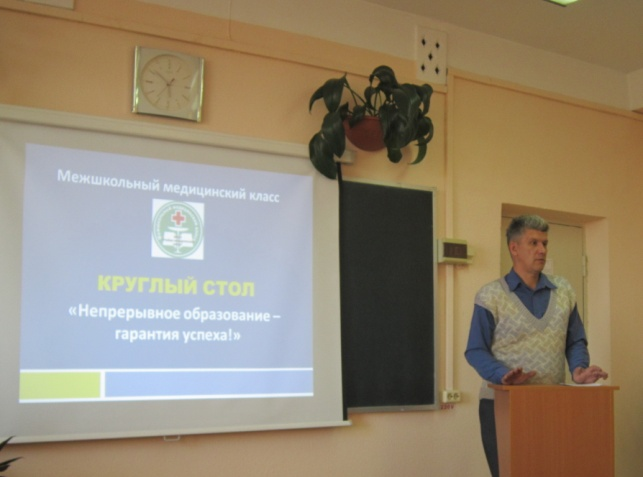 Межшкольный медицинский класс
КРУГЛЫЙ СТОЛ
«Непрерывное образование –
гарантия успеха!»